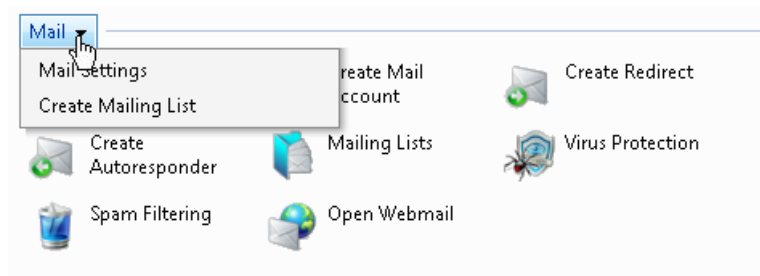 Mail
Mail Settings
Create Mailing List
reate Mail
ccount
Create Redirect
Create
Autoresponder
Mailing Lists
Virus Protection
Spam Filtering
Open Webmail